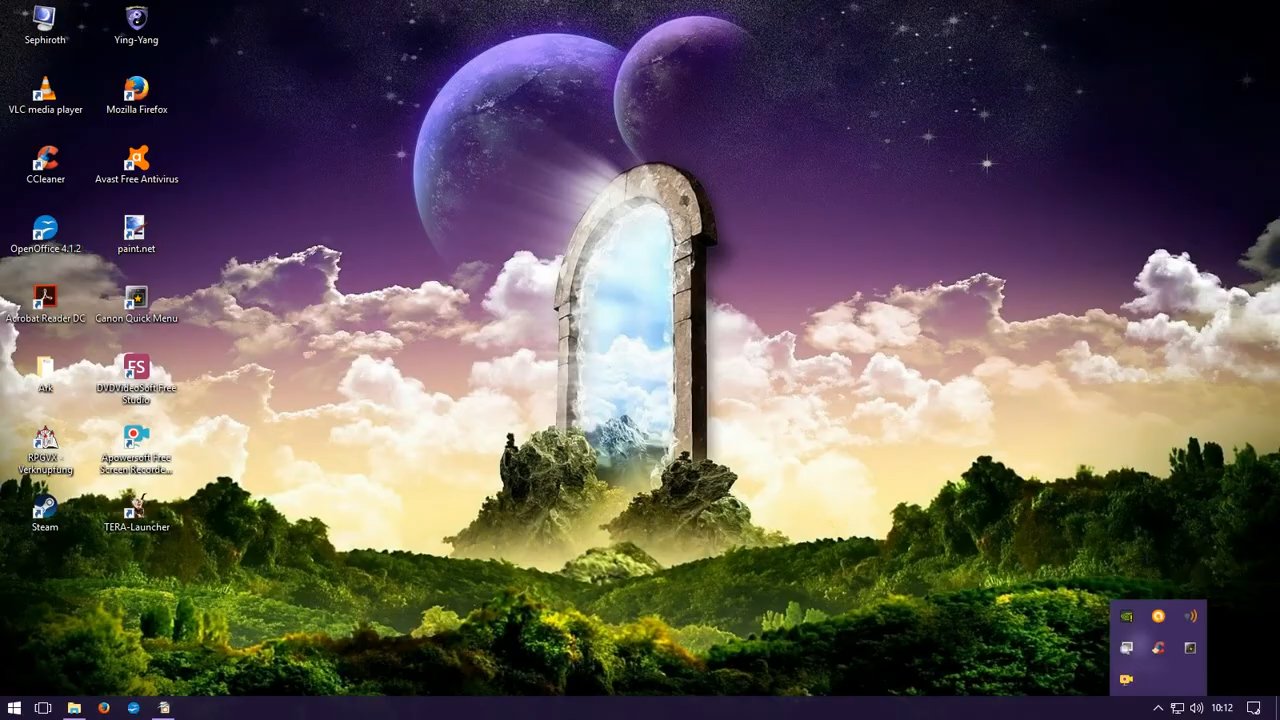 Sephiroth
Ying-Yang
VLC media player
Mozilla Firefox
CCleaner
Avast Free Antivirus
OpenOffice 4.1.2
paint.net
Acrobat Reader DC
Canon Quick Menu
Ark
FS
DVDVideoSoft Free
Studio
RPGVX -
Verknüpfung
Apowersoft Free
Screen Recorde...
Steam
TERA-Launcher
10:12